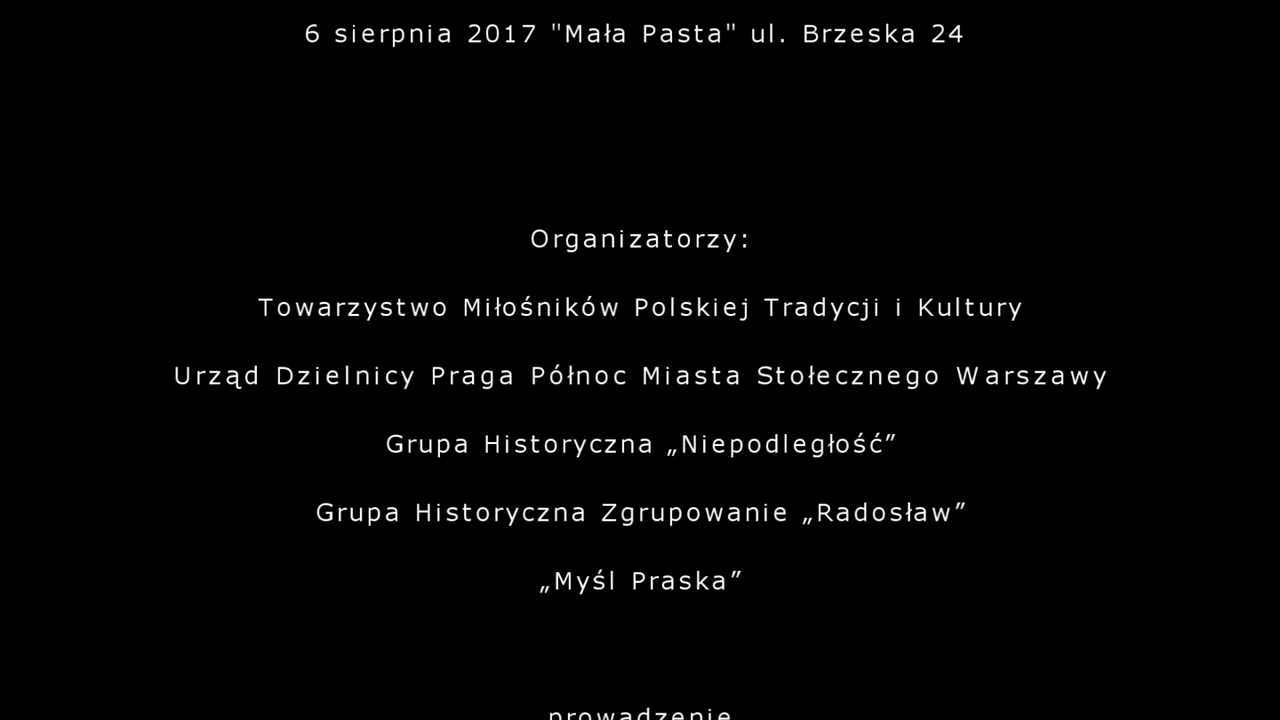 6 sierpnia 2017 "Mała Pasta" ul. Brzeska 24
Organizatorzy:
Towarzystwo Miłośników Polskiej Tradycji i Kultury
Urząd Dzielnicy Praga Północ Miasta Stołecznego Warszawy
Grupa Historyczna „Niepodległość”
Grupa Historyczna Zgrupowanie „Radosław”
„Myśl Praska”
prowadzenie